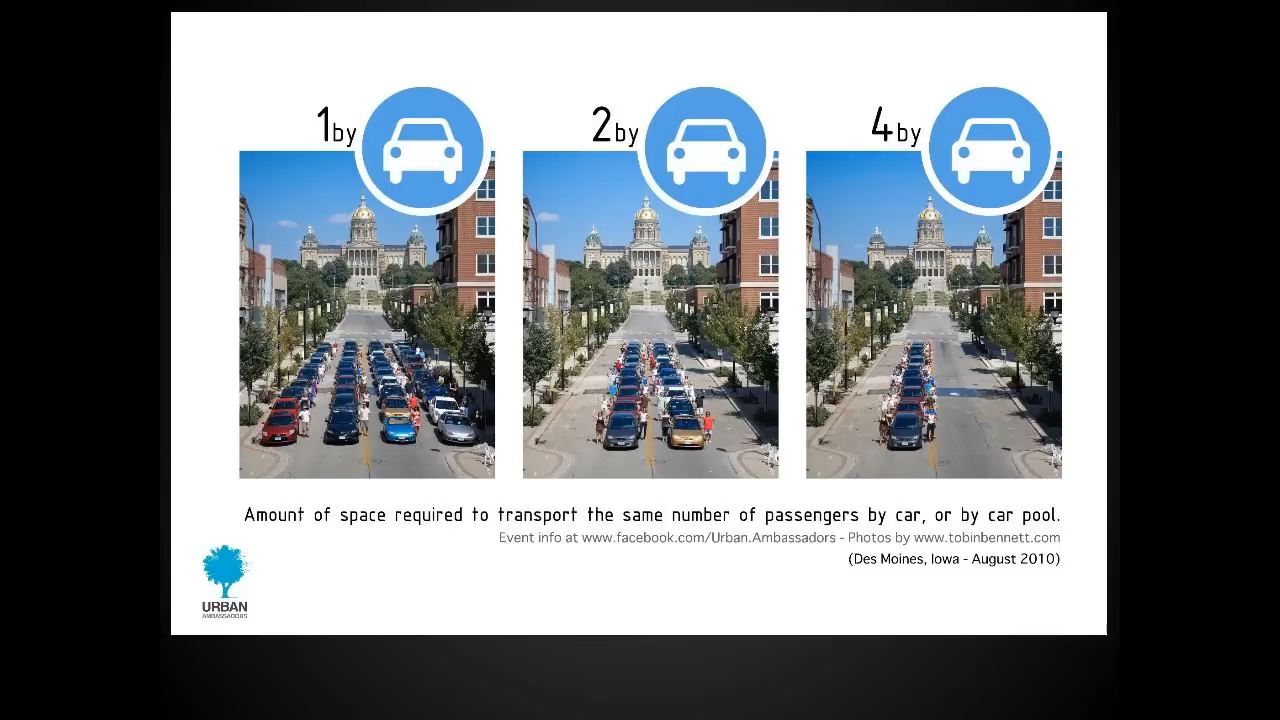 1by
2by
4by
Amount of space required to transport the same number of passengers by car, or by car pool.
Event info at www.facebook.com/Urban.Ambassadors - Photos by www.tobinbennett.com
(Des Moines, Iowa - August 2010)
URBAN
AMBASSADORS